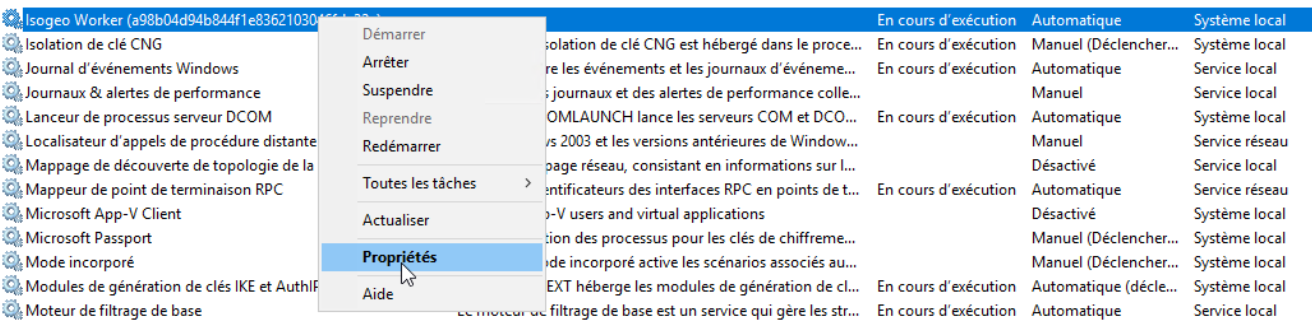 Isogeo Worker (a98b04d94b844f1e8362103 En cours d'exécution Automatique Système local
Isolation de clé CNG solation de clé CNG est hébergé dans le proce... En cours d'exécution Manuel (Déclencher... Système local
Journal d'événements Windows re les événements et les journaux d'événeme... En cours d'exécution Automatique Service local
Journaux & alertes de performance journaux et des alertes de performance colle... Manuel Service local
Lanceur de processus serveur DCOM OMLAUNCH lance les serveurs COM et DCO... En cours d'exécution Automatique Système local
Localisateur d'appels de procédure distante vs 2003 et les versions antérieures de Window... Manuel Service réseau
Mappage de découverte de topologie de la page réseau, consistant en informations sur l... Désactivé Service local
Mappeur de point de terminaison RPC entificateurs des interfaces RPC en points de t... En cours d'exécution Automatique Service réseau
Microsoft App-V Client o-V users and virtual applications Désactivé Système local
Microsoft Passport tion des processus pour les clés de chiffreme... Manuel (Déclencher... Système local
Mode incorporé ode incorporé active les scénarios associés au... Manuel (Déclencher... Système local
Modules de génération de clés IKE et AuthIP EXT héberge les modules de génération de cl... En cours d'exécution Automatique (décle... Système local
Moteur de filtrage de base Le moteur de filtrage de base est un service qui gère les str... En cours d'exécution Automatique Service local
Démarrer
Arrêter
Suspendre
Reprendre
Redémarrer
Toutes les tâches >
Actualiser
Propriétés
Aide